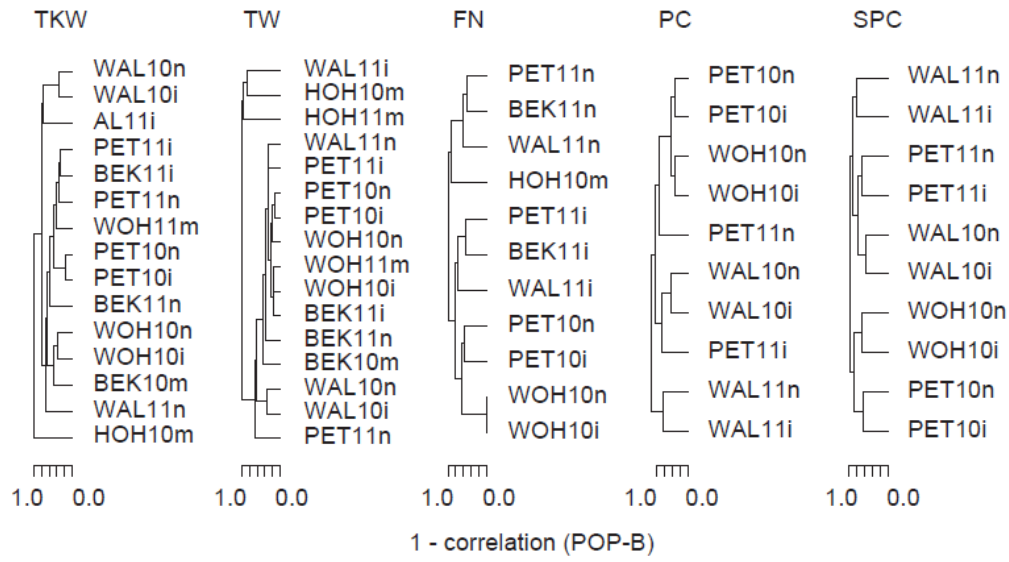 TKW
WAL10n
WAL10i
AL11i
PET11i
BEK11i
PET11n
WOH11m
PET10n
PET10i
BEK11n
WOH10n
WOH10i
BEK10m
WAL11n
HOH10m
1.0 0.0
TW
WAL11i
HOH10m
HOH11m
WAL11n
PET11i
PET10n
PET10i
WOH10n
WOH11m
WOH10i
BEK11i
BEK11n
BEK10m
WAL10n
WAL10i
PET11n
1.0 0.0
FN
PET11n
BEK11n
WAL11n
HOH10m
PET11i
BEK11i
WAL11i
PET10n
PET10i
WOH10n
WOH10i
1.0 0.0
PC
PET10n
PET10i
WOH10n
WOH10i
PET11n
WAL10n
WAL10i
PET11i
WAL11n
WAL11i
1.0 0.0
SPC
WAL11n
WAL11i
PET11n
PET11i
WAL10n
WAL10i
WOH10n
WOH10i
PET10n
PET10i
1.0 0.0
1 - correlation (POP-B)